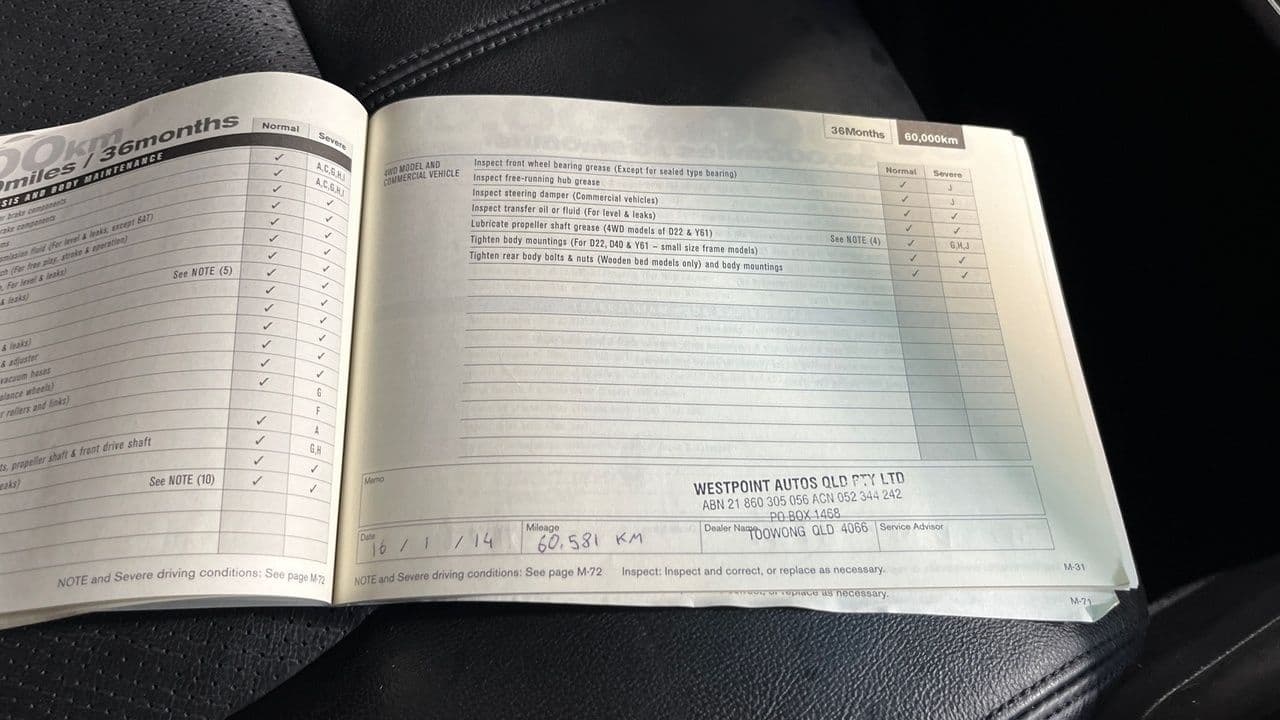 00km
miles / 36months
SIS AND BODY MAINTENANCE
Normal Severe
brake components ✓ A,C,G,H,I
brake components ✓ A,C,G,H,I
✓ ✓
(For level & leaks, except 6AT) ✓ ✓
(For free play, stroke & operation) ✓ ✓
For level & leaks) ✓ ✓
& leaks) See NOTE (5) ✓ ✓
✓ ✓
✓ ✓
& leaks) ✓ ✓
& adjuster ✓ ✓
vacuum hoses ✓ ✓
wheels) ✓ ✓
rollers and links) G
F
✓ A
propeller shaft & front drive shaft ✓ G,H
✓ ✓
See NOTE (10) ✓ ✓
NOTE and Severe driving conditions: See page M-72
36Months 60,000km
4WD MODEL AND
COMMERCIAL VEHICLE
Normal Severe
Inspect front wheel bearing grease (Except for sealed type bearing) ✓ J
Inspect free-running hub grease ✓ J
Inspect steering damper (Commercial vehicles) ✓ ✓
Inspect transfer oil or fluid (For level & leaks) ✓ ✓
Lubricate propeller shaft grease (4WD models of D22 & Y61) See NOTE (4) ✓ G,H,J
Tighten body mountings (For D22, D40 & Y61 – small size frame models) ✓ ✓
Tighten rear body bolts & nuts (Wooden bed models only) and body mountings ✓ ✓
Memo
WESTPOINT AUTOS QLD PTY LTD
ABN 21 860 305 056 ACN 052 344 242
PO BOX 1468
TOOWONG QLD 4066
Date 16 / 1 / 14
Mileage 60,581 KM
Dealer Name
Service Advisor
NOTE and Severe driving conditions: See page M-72 Inspect: Inspect and correct, or replace as necessary.
M-31
or replace as necessary.
M-71